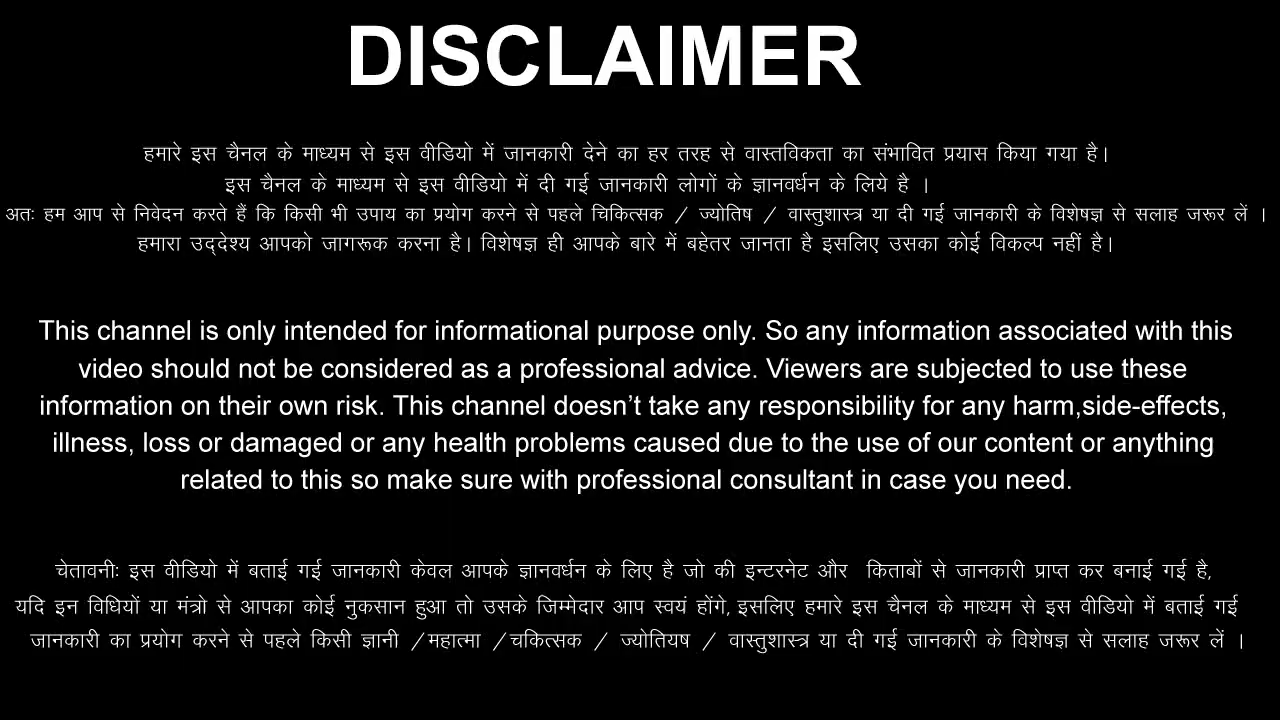 DISCLAIMER
हमारे इस चैनल के माध्यम से इस वीडियो में जानकारी देने का हर तरह से वास्तविकता का संभावित प्रयास किया गया है।
इस चैनल के माध्यम से इस वीडियो में दी गई जानकारी लोगों के ज्ञानवर्धन के लिये है ।
अतः हम आप से निवेदन करते हैं कि किसी भी उपाय का प्रयोग करने से पहले चिकित्सक / ज्योतिष / वास्तुशास्त्र या दी गई जानकारी के विशेषज्ञ से सलाह जरूर लें ।
हमारा उद्देश्य आपको जागरूक करना है। विशेषज्ञ ही आपके बारे में बहेतर जानता है इसलिए उसका कोई विकल्प नहीं है।
This channel is only intended for informational purpose only. So any information associated with this
video should not be considered as a professional advice. Viewers are subjected to use these
information on their own risk. This channel doesn’t take any responsibility for any harm,side-effects,
illness, loss or damaged or any health problems caused due to the use of our content or anything
related to this so make sure with professional consultant in case you need.
चेतावनीः इस वीडियो में बताई गई जानकारी केवल आपके ज्ञानवर्धन के लिए है जो की इन्टरनेट और किताबों से जानकारी प्राप्त कर बनाई गई है,
यदि इन विधियों या मंत्रो से आपका कोई नुकसान हुआ तो उसके जिम्मेदार आप स्वयं होंगे, इसलिए हमारे इस चैनल के माध्यम से इस वीडियो में बताई गई
जानकारी का प्रयोग करने से पहले किसी ज्ञानी /महात्मा /चकित्सक / ज्योतियष / वास्तुशास्त्र या दी गई जानकारी के विशेषज्ञ से सलाह जरूर लें ।